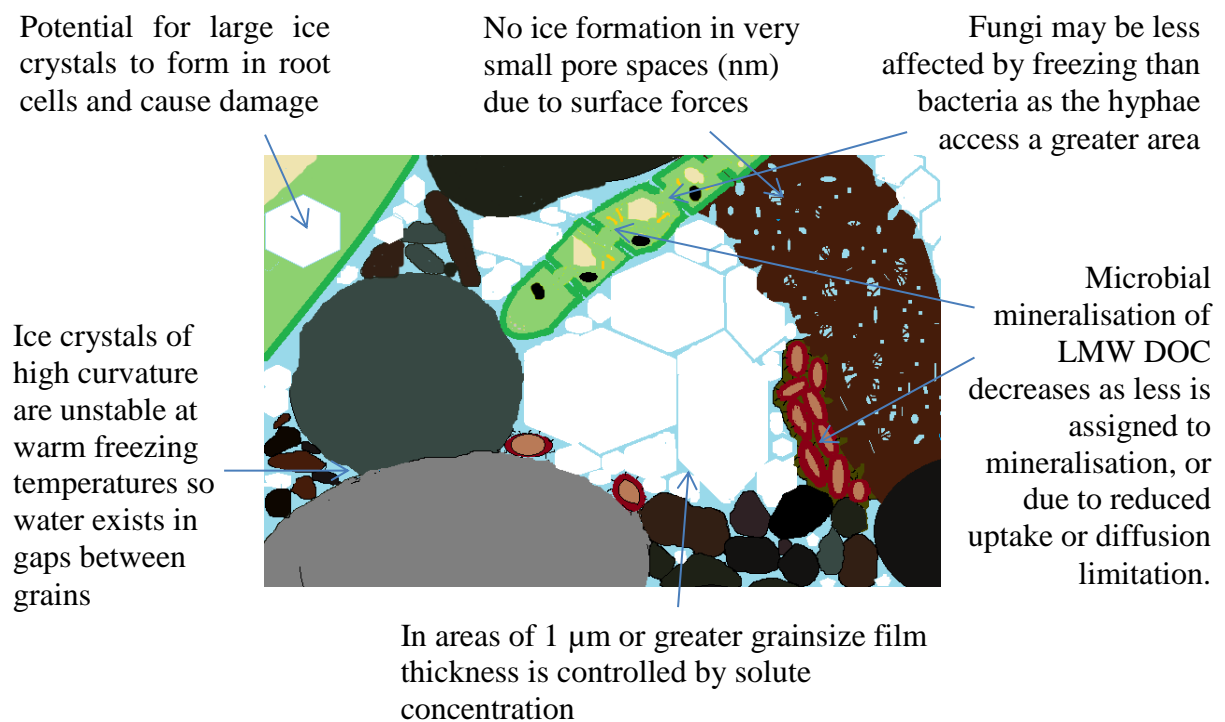 Potential for large ice
crystals to form in root
cells and cause damage
No ice formation in very
small pore spaces (nm)
due to surface forces
Fungi may be less
affected by freezing than
bacteria as the hyphae
access a greater area
Ice crystals of
high curvature
are unstable at
warm freezing
temperatures so
water exists in
gaps between
grains
Microbial
mineralisation of
LMW DOC
decreases as less is
assigned to
mineralisation, or
due to reduced
uptake or diffusion
limitation.
In areas of 1 µm or greater grainsize film
thickness is controlled by solute
concentration